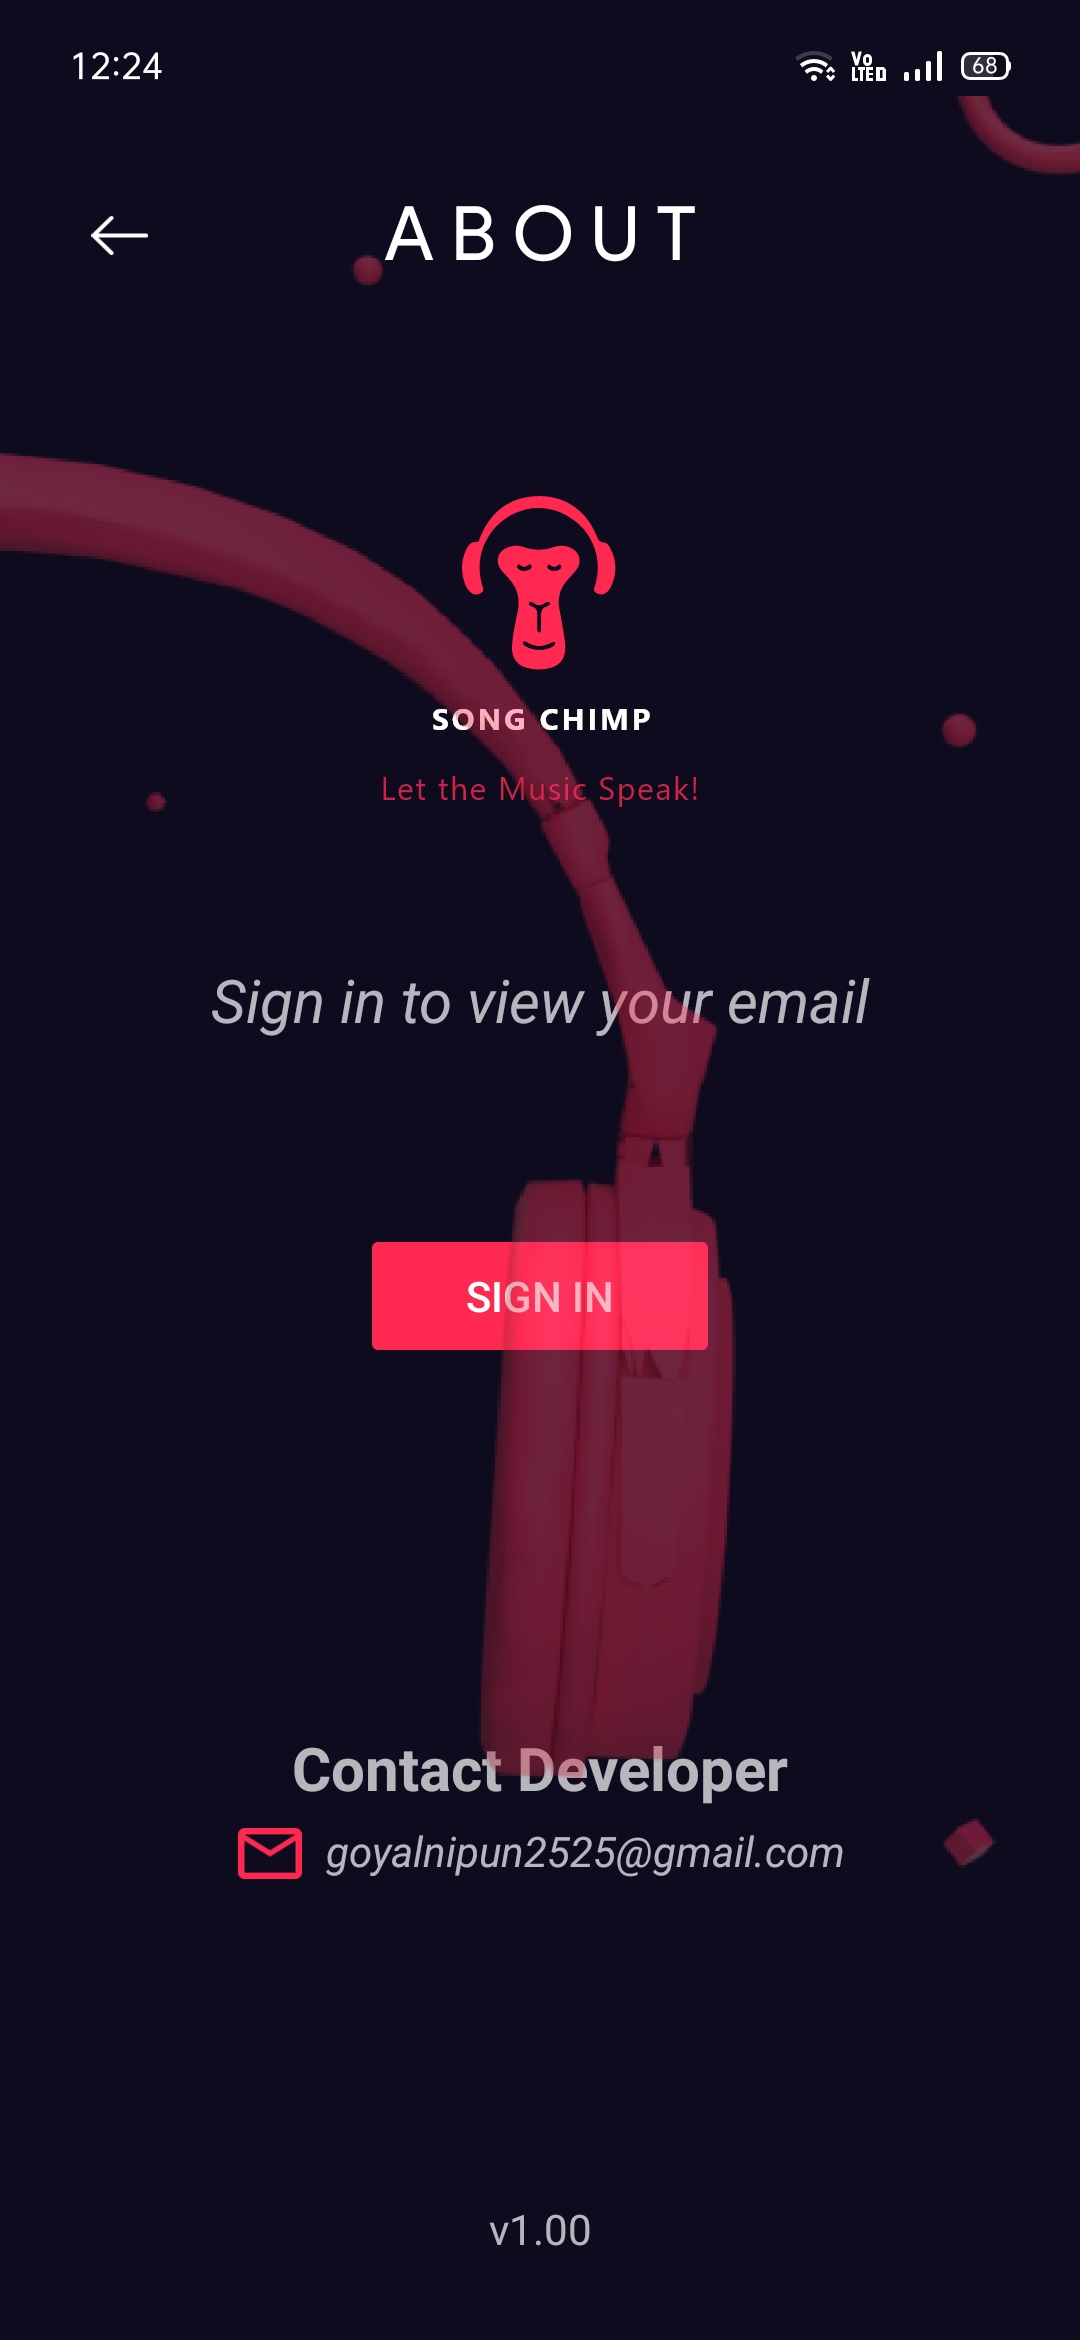 12:24
Vo
LTE
68
ABOUT
SONG CHIMP
Let the Music Speak!
Sign in to view your email
SIGN IN
Contact Developer
goyalnipun2525@gmail.com
v1.00